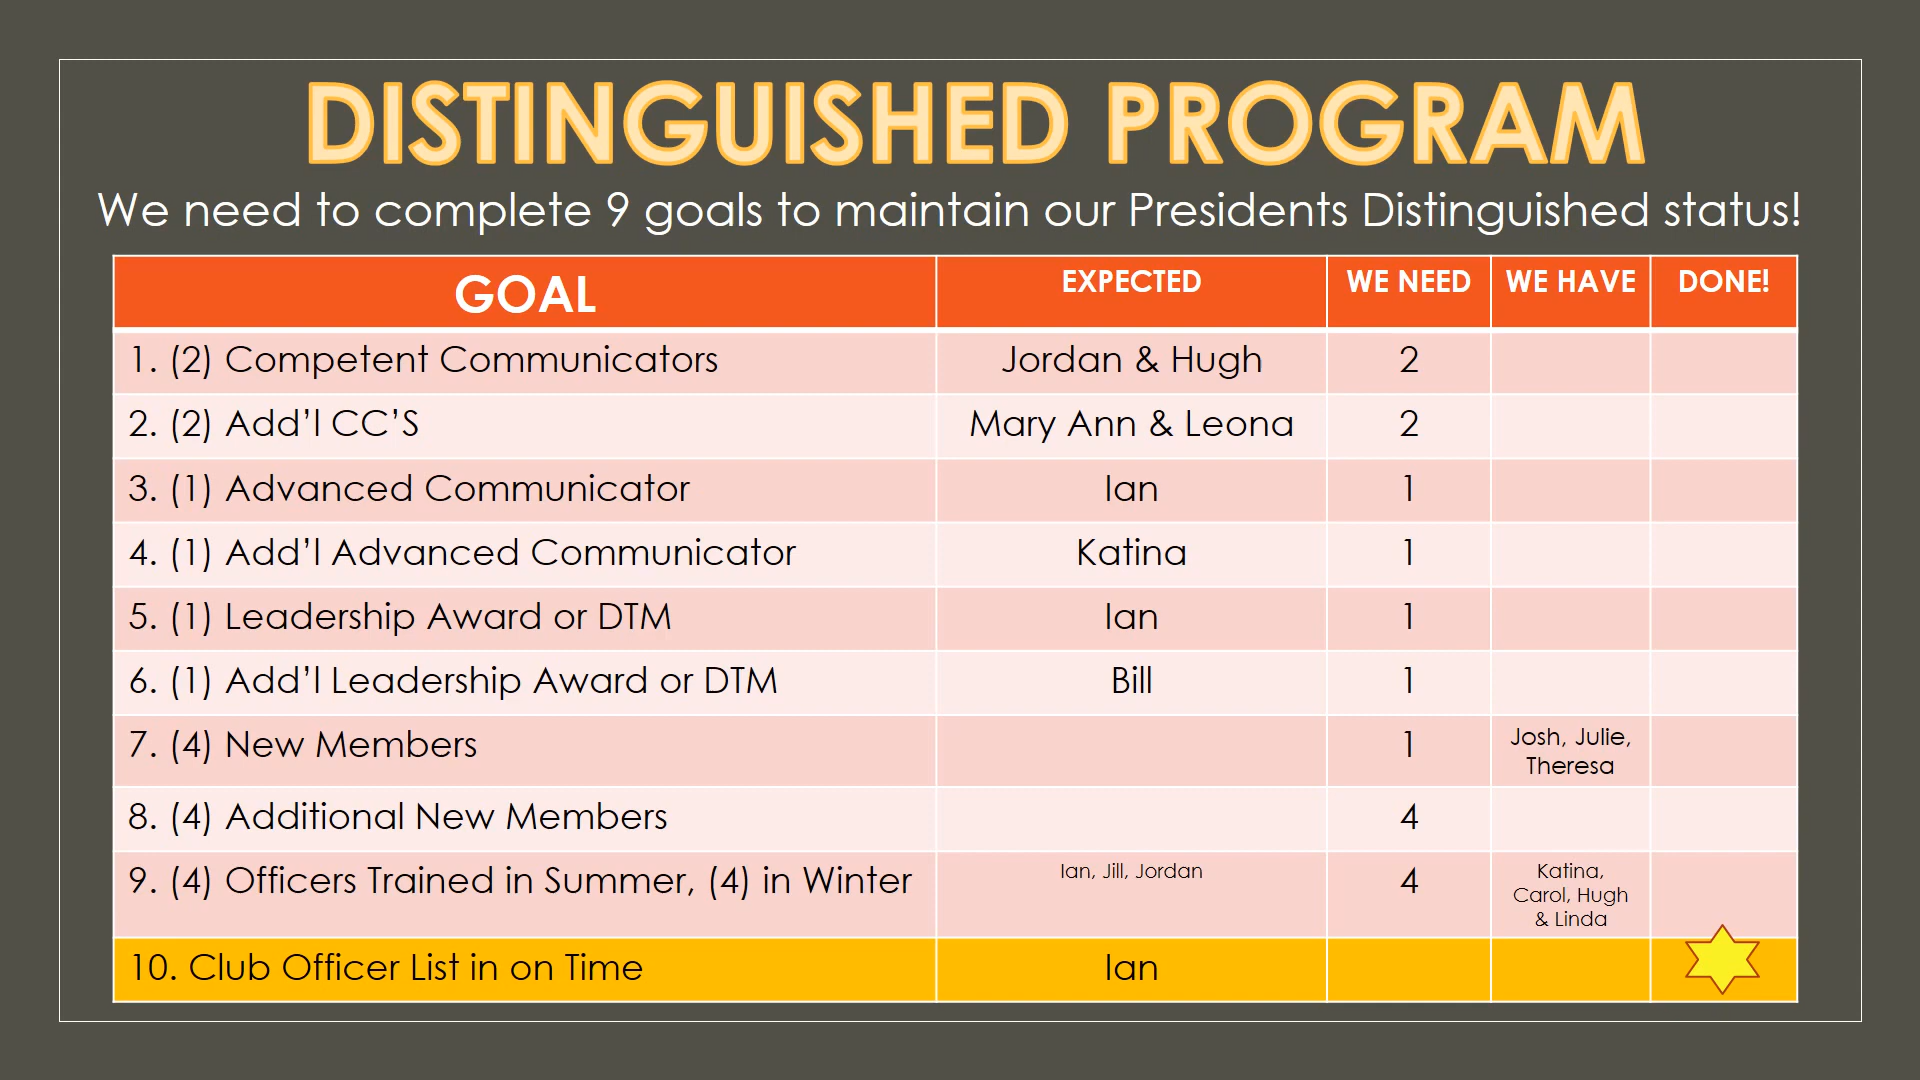 DISTINGUISHED PROGRAM
We need to complete 9 goals to maintain our Presidents Distinguished status!
GOAL EXPECTED WE NEED WE HAVE DONE!
1. (2) Competent Communicators Jordan & Hugh 2
2. (2) Add’l CC’S Mary Ann & Leona 2
3. (1) Advanced Communicator Ian 1
4. (1) Add’l Advanced Communicator Katina 1
5. (1) Leadership Award or DTM Ian 1
6. (1) Add’l Leadership Award or DTM Bill 1
7. (4) New Members 1 Josh, Julie,
Theresa
8. (4) Additional New Members 4
9. (4) Officers Trained in Summer, (4) in Winter Ian, Jill, Jordan 4 Katina,
Carol, Hugh
& Linda
10. Club Officer List in on Time Ian